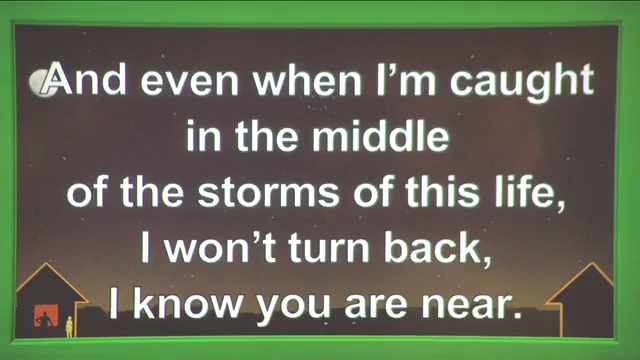 And even when I'm caught
in the middle
of the storms of this life,
I won't turn back,
I know you are near.